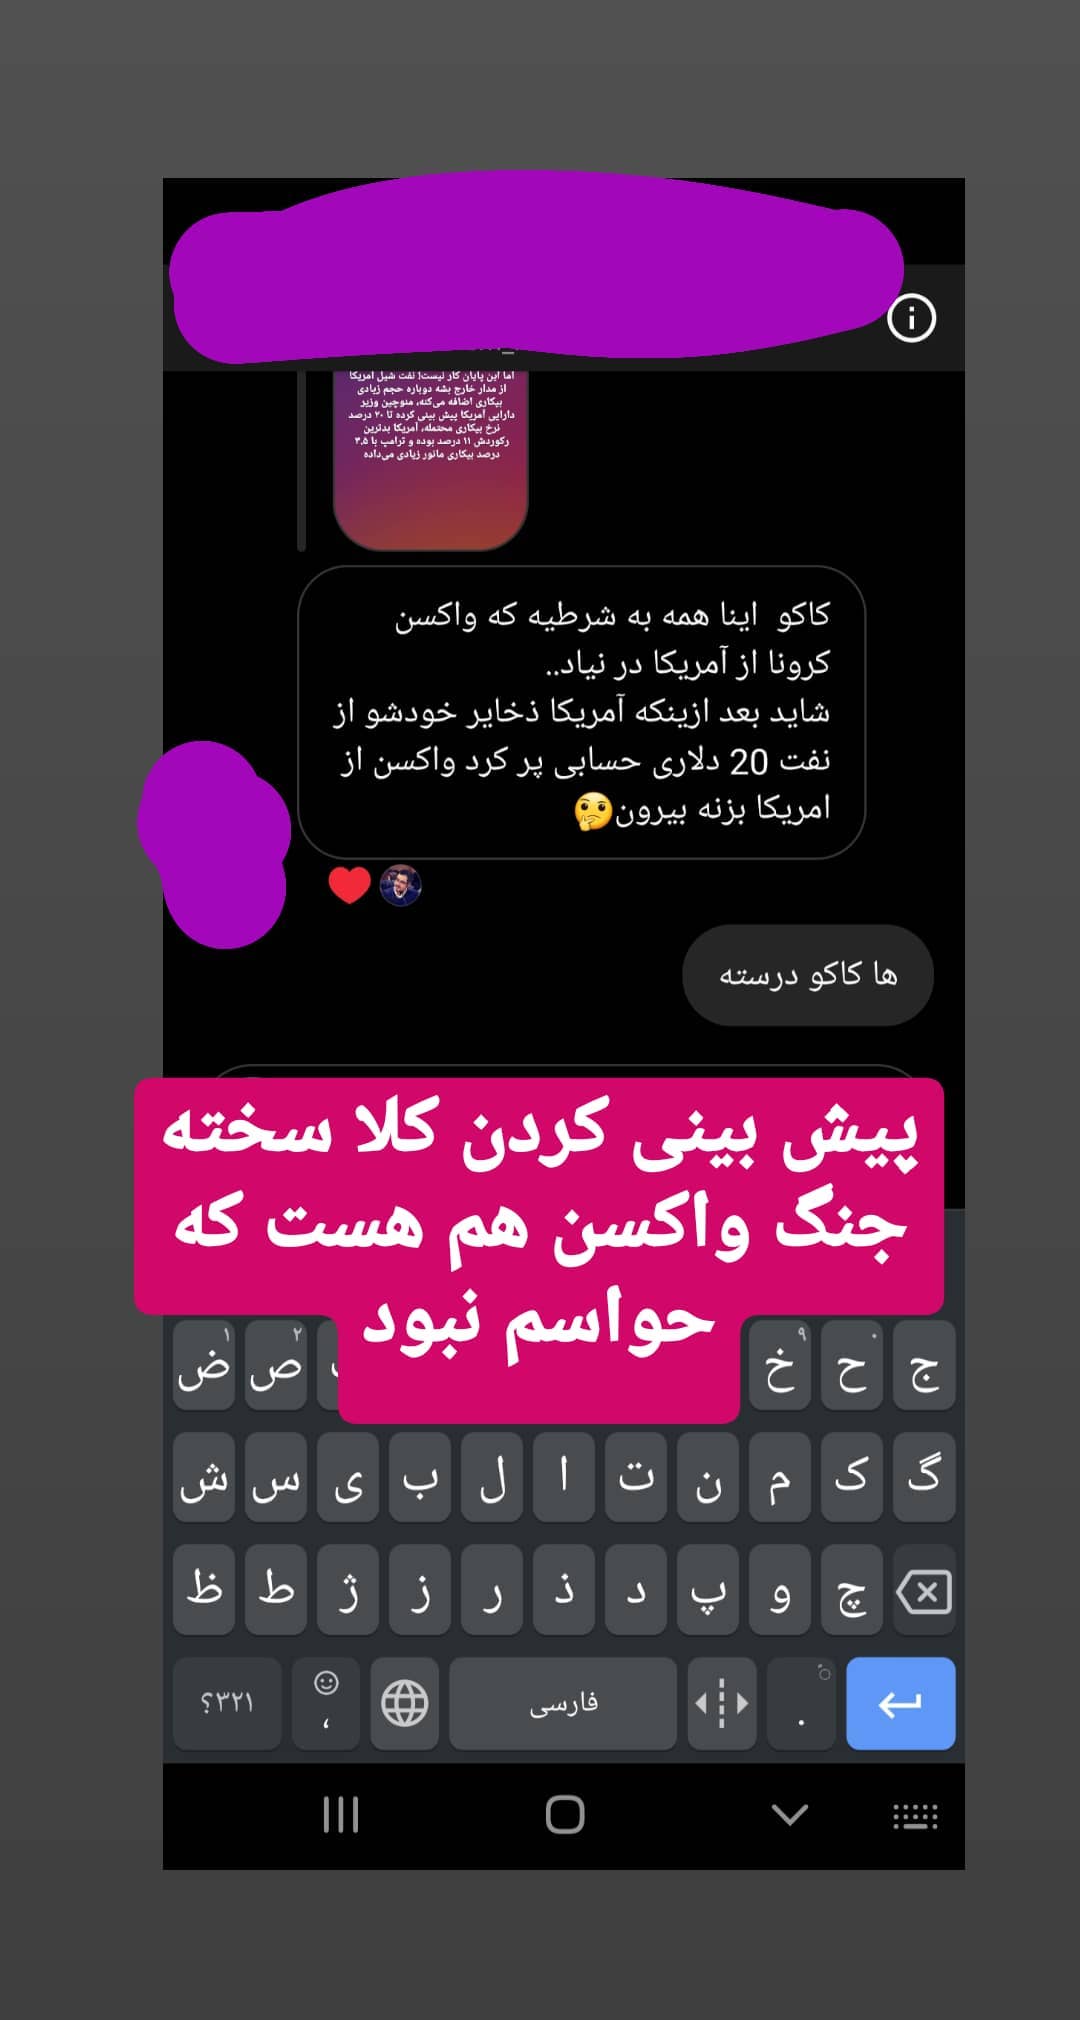 اما این پایان کار نیست! نفت شیل آمریکا
از مدار خارج بشه دوباره حجم زیادی
بیکاری اضافه می‌کنه، منوچین وزیر
دارایی آمریکا پیش بینی کرده تا ۲۰ درصد
نرخ بیکاری محتمله، آمریکا بدترین
رکوردش ۱۱ درصد بوده و ترامپ با ۳.۵
درصد بیکاری مانور زیادی می‌داده
کاکو اینا همه به شرطیه که واکسن
کرونا از آمریکا در نیاد..
شاید بعد ازینکه آمریکا ذخایر خودشو از
نفت 20 دلاری حسابی پر کرد واکسن از
امریکا بزنه بیرون🤔
ها کاکو درسته
پیش بینی کردن کلا سخته
جنگ واکسن هم هست که
حواسم نبود
ض ۱ ص ۲ خ ۹ ح ۰ ج
ش س ی ب ل ا ت ن م ک گ
ظ ط ژ ز ر ذ د پ و چ
۳۲۱؟ ، فارسی .